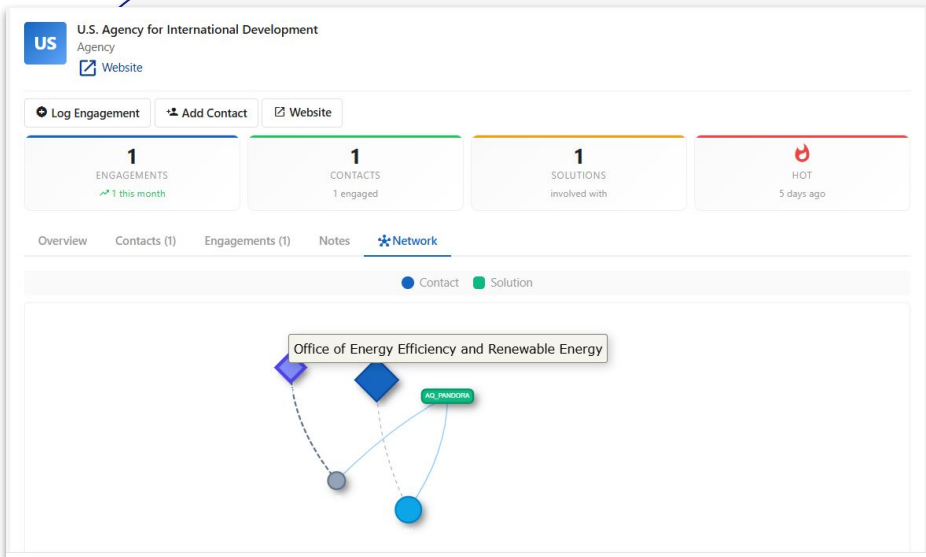 US
U.S. Agency for International Development
Agency
Website
Log Engagement
Add Contact
Website
1
ENGAGEMENTS
1 this month
1
CONTACTS
1 engaged
1
SOLUTIONS
involved with
HOT
5 days ago
Overview
Contacts (1)
Engagements (1)
Notes
Network
Contact
Solution
Office of Energy Efficiency and Renewable Energy
AQ_PANDORA